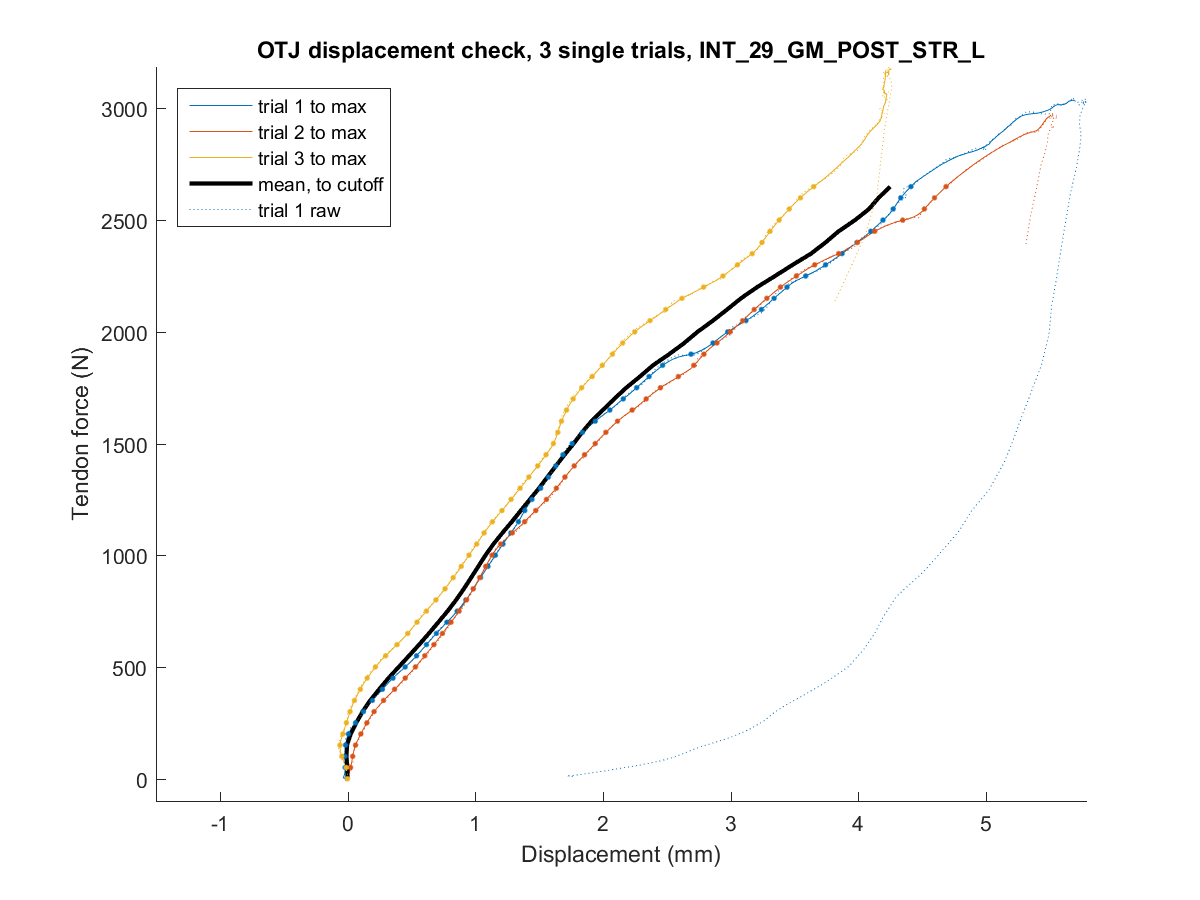 OTJ displacement check, 3 single trials, INT_29_GM_POST_STR_L
trial 1 to max
trial 2 to max
trial 3 to max
mean, to cutoff
trial 1 raw
3000
2500
2000
1500
1000
500
0
Tendon force (N)
-1 0 1 2 3 4 5
Displacement (mm)